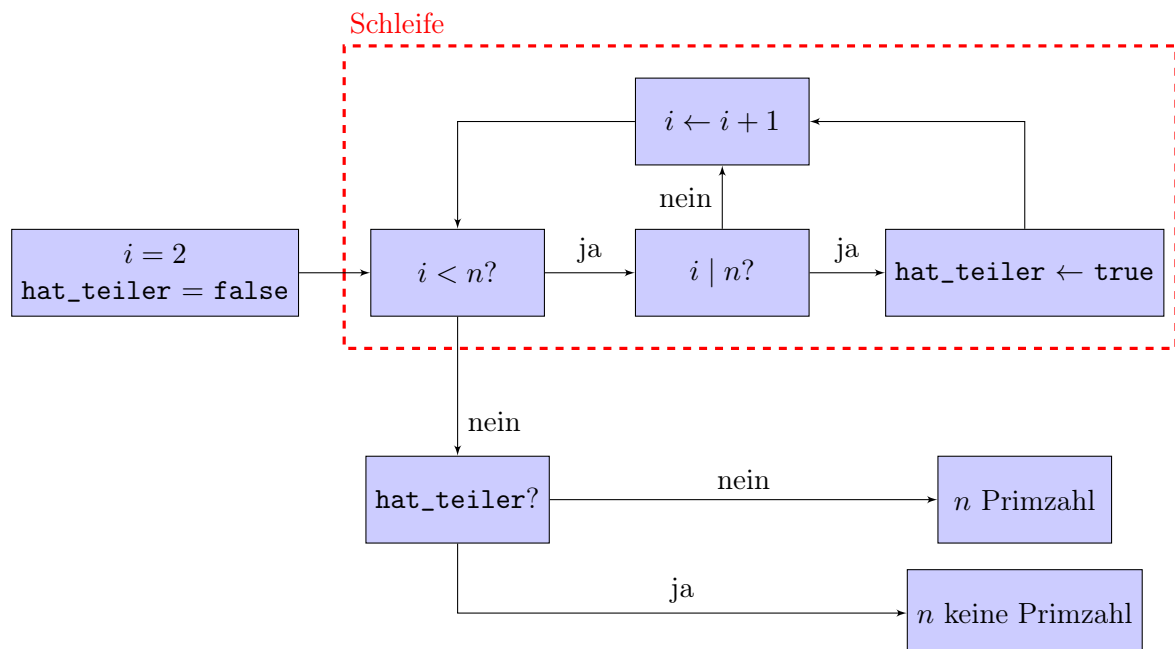 Schleife
i ← i + 1
nein
i = 2
hat_teiler = false
i < n?
ja
i | n?
ja
hat_teiler ← true
nein
hat_teiler?
nein
n Primzahl
ja
n keine Primzahl